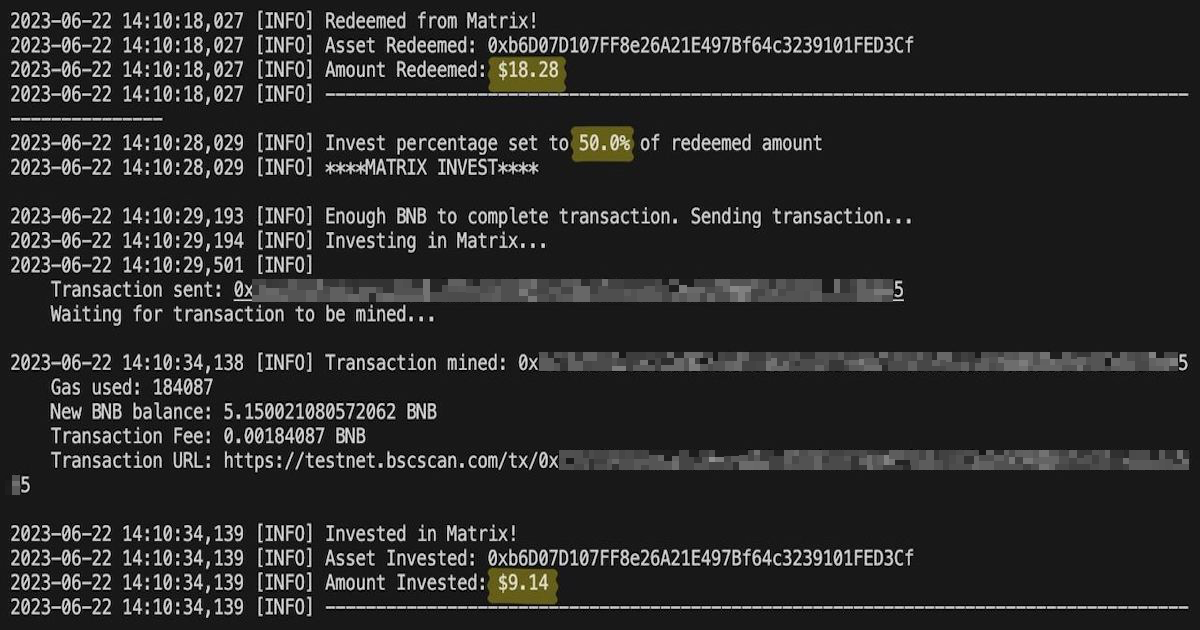 2023-06-22 14:10:18,027 [INFO] Redeemed from Matrix!
2023-06-22 14:10:18,027 [INFO] Asset Redeemed: 0xb6D07D107FF8e26A21E497Bf64c3239101FED3Cf
2023-06-22 14:10:18,027 [INFO] Amount Redeemed: $18.28
2023-06-22 14:10:18,027 [INFO] -------------------------------------------------------------------------------------
---------------
2023-06-22 14:10:28,029 [INFO] Invest percentage set to 50.0% of redeemed amount
2023-06-22 14:10:28,029 [INFO] ****MATRIX INVEST****
2023-06-22 14:10:29,193 [INFO] Enough BNB to complete transaction. Sending transaction...
2023-06-22 14:10:29,194 [INFO] Investing in Matrix...
2023-06-22 14:10:29,501 [INFO]
Transaction sent: 0x 5
Waiting for transaction to be mined...
2023-06-22 14:10:34,138 [INFO] Transaction mined: 0x 5
Gas used: 184087
New BNB balance: 5.150021080572062 BNB
Transaction Fee: 0.00184087 BNB
Transaction URL: https://testnet.bscscan.com/tx/0x
5
2023-06-22 14:10:34,139 [INFO] Invested in Matrix!
2023-06-22 14:10:34,139 [INFO] Asset Invested: 0xb6D07D107FF8e26A21E497Bf64c3239101FED3Cf
2023-06-22 14:10:34,139 [INFO] Amount Invested: $9.14
2023-06-22 14:10:34,139 [INFO] -------------------------------------------------------------------------------------